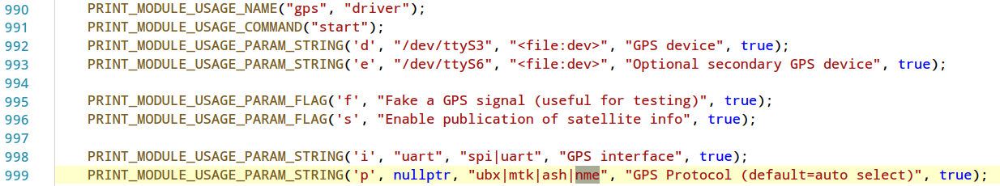 990 PRINT_MODULE_USAGE_NAME("gps", "driver");
991 PRINT_MODULE_USAGE_COMMAND("start");
992 PRINT_MODULE_USAGE_PARAM_STRING('d', "/dev/ttyS3", "<file:dev>", "GPS device", true);
993 PRINT_MODULE_USAGE_PARAM_STRING('e', "/dev/ttyS6", "<file:dev>", "Optional secondary GPS device", true);
994
995 PRINT_MODULE_USAGE_PARAM_FLAG('f', "Fake a GPS signal (useful for testing)", true);
996 PRINT_MODULE_USAGE_PARAM_FLAG('s', "Enable publication of satellite info", true);
997
998 PRINT_MODULE_USAGE_PARAM_STRING('i', "uart", "spi|uart", "GPS interface", true);
999 PRINT_MODULE_USAGE_PARAM_STRING('p', nullptr, "ubx|mtk|ash|nme", "GPS Protocol (default=auto select)", true);